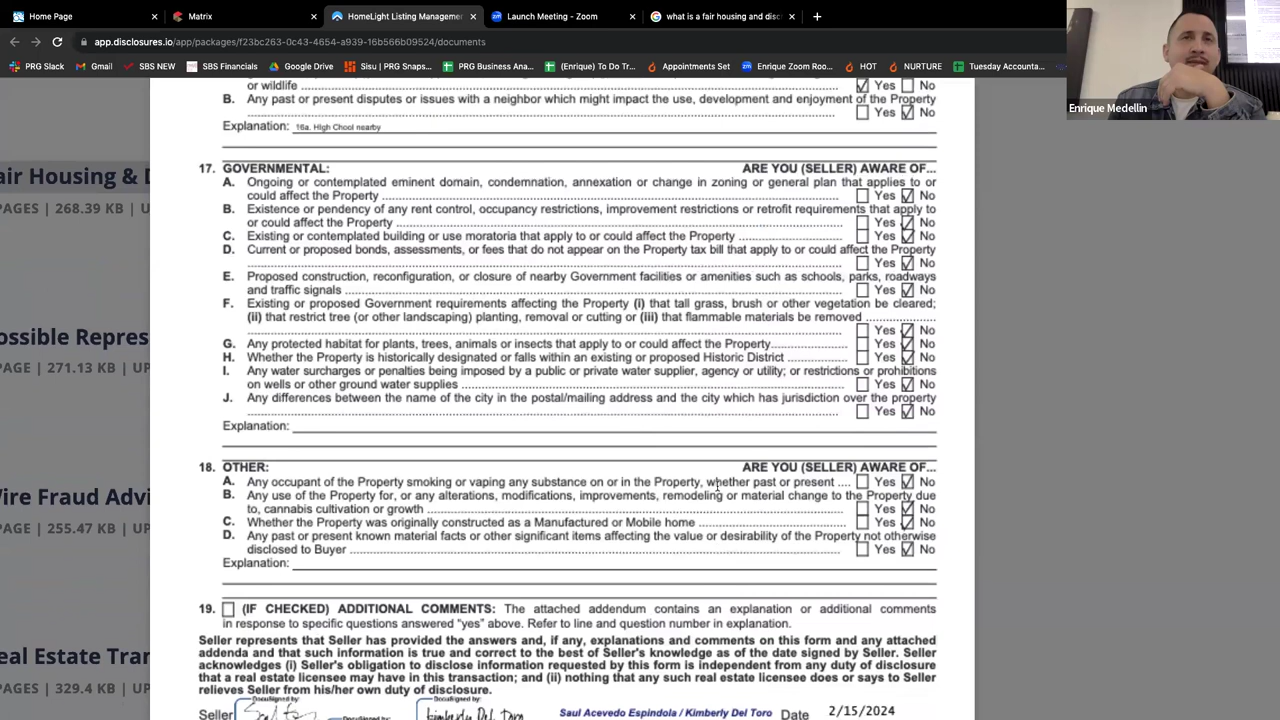 Home Page
Matrix
HomeLight Listing Manageme
Launch Meeting - Zoom
what is a fair housing and disc
app.disclosures.io/app/packages/f23bc263-0c43-4654-a939-16b566b09524/documents
PRG Slack
Gmail
SBS NEW
SBS Financials
Google Drive
Sisu | PRG Snaps...
PRG Business Anal...
Team (To) Do Tr...
Appointments Set
Enrique Zoom Roo...
HOT
NURTURE
Tuesday Accounta...
Enrique Medellin
air Housing & D
PAGES | 268.39 KB | U
ossible Repres
PAGE | 271.13 KB | UP
Wire Fraud Advi
PAGE | 255.47 KB | UP
eal Estate Tran
PAGES | 329.4 KB | UP
or wildlife Yes No
B. Any past or present disputes or issues with a neighbor which might impact the use, development and enjoyment of the Property
Yes No
Explanation: 16a. High Chool nearby
17. GOVERNMENTAL: ARE YOU (SELLER) AWARE OF...
A. Ongoing or contemplated eminent domain, condemnation, annexation or change in zoning or general plan that applies to or
could affect the Property Yes No
B. Existence or pendency of any rent control, occupancy restrictions, improvement restrictions or retrofit requirements that apply to
or could affect the Property Yes No
C. Existing or contemplated building or use moratoria that apply to or could affect the Property Yes No
D. Current or proposed bonds, assessments, or fees that do not appear on the Property tax bill that apply to or could affect the Property
Yes No
E. Proposed construction, reconfiguration, or closure of nearby Government facilities or amenities such as schools, parks, roadways
and traffic signals Yes No
F. Existing or proposed Government requirements affecting the Property (i) that tall grass, brush or other vegetation be cleared;
(ii) that restrict tree (or other landscaping) planting, removal or cutting or (iii) that flammable materials be removed
Yes No
G. Any protected habitat for plants, trees, animals or insects that apply to or could affect the Property Yes No
H. Whether the Property is historically designated or falls within an existing or proposed Historic District Yes No
I. Any water surcharges or penalties being imposed by a public or private water supplier, agency or utility; or restrictions or prohibitions
on wells or other ground water supplies Yes No
J. Any differences between the name of the city in the postal/mailing address and the city which has jurisdiction over the property
Yes No
Explanation:
18. OTHER: ARE YOU (SELLER) AWARE OF...
A. Any occupant of the Property smoking or vaping any substance on or in the Property, whether past or present .... Yes No
B. Any use of the Property for, or any alterations, modifications, improvements, remodeling or material change to the Property due
to, cannabis cultivation or growth Yes No
C. Whether the Property was originally constructed as a Manufactured or Mobile home Yes No
D. Any past or present known material facts or other significant items affecting the value or desirability of the Property not otherwise
disclosed to Buyer Yes No
Explanation:
19. (IF CHECKED) ADDITIONAL COMMENTS: The attached addendum contains an explanation or additional comments
in response to specific questions answered "yes" above. Refer to line and question number in explanation.
Seller represents that Seller has provided the answers and, if any, explanations and comments on this form and any attached
addenda and that such information is true and correct to the best of Seller's knowledge as of the date signed by Seller. Seller
acknowledges (i) Seller's obligation to disclose information requested by this form is independent from any duty of disclosure
that a real estate licensee may have in this transaction; and (ii) nothing that any such real estate licensee does or says to Seller
relieves Seller from his/her own duty of disclosure.
DocuSigned by:
DocuSigned by:
DocuSigned by:
Seller Kimberly Del Toro Saul Acevedo Espindola / Kimberly Del Toro Date 2/15/2024